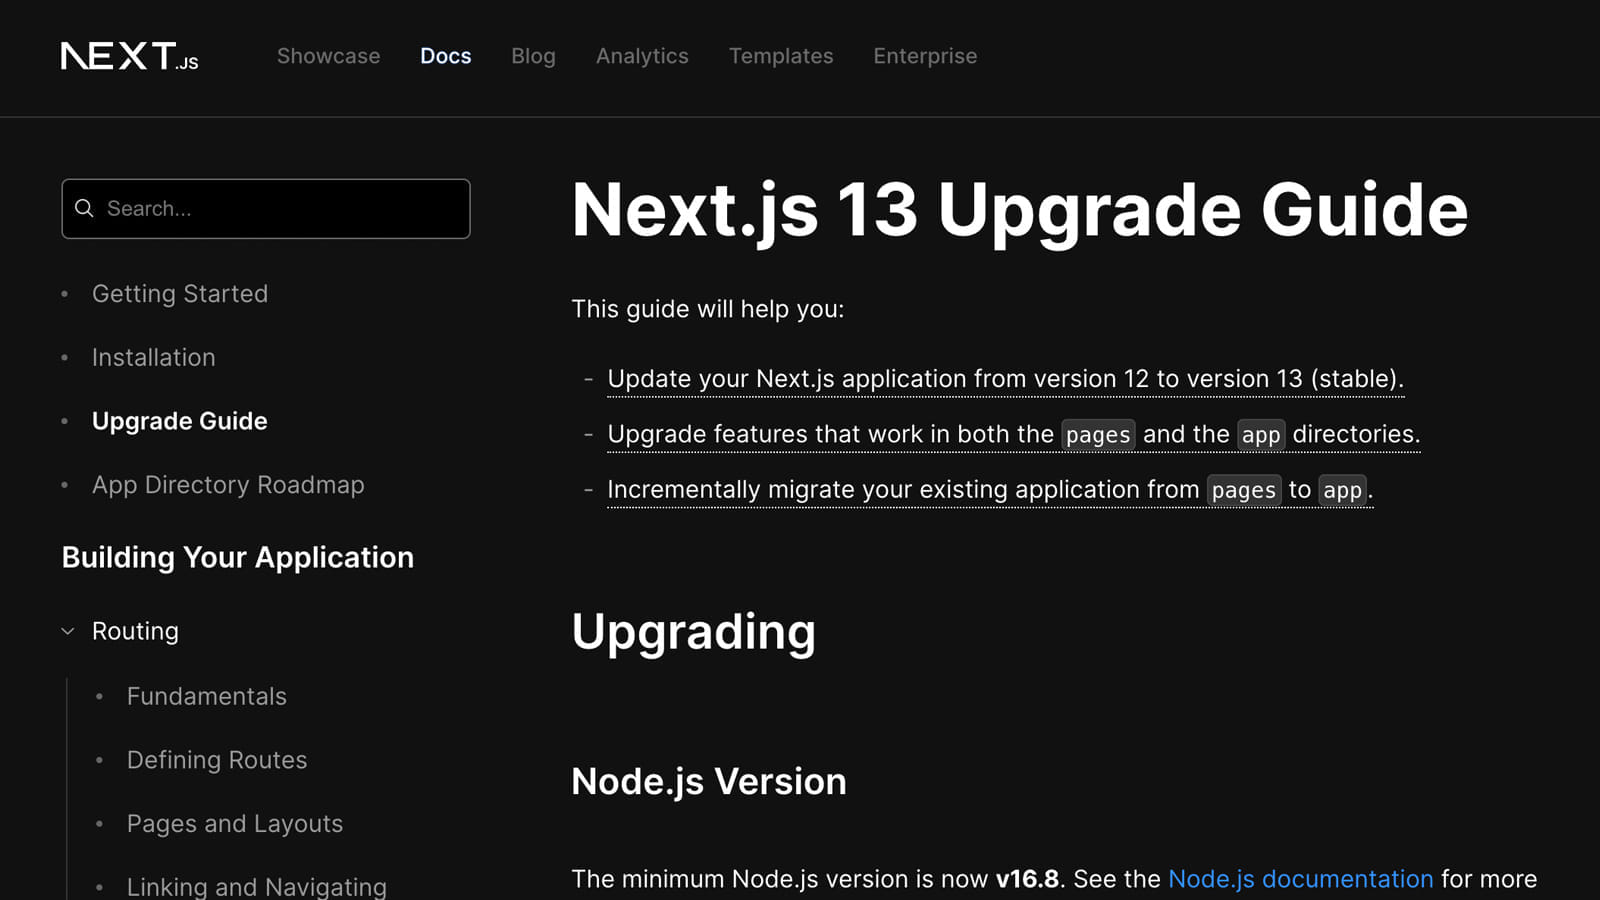 NEXT.JS
Showcase Docs Blog Analytics Templates Enterprise
Search...
Getting Started
Installation
Upgrade Guide
App Directory Roadmap
Building Your Application
Routing
Fundamentals
Defining Routes
Pages and Layouts
Linking and Navigating
Next.js 13 Upgrade Guide
This guide will help you:
- Update your Next.js application from version 12 to version 13 (stable).
- Upgrade features that work in both the pages and the app directories.
- Incrementally migrate your existing application from pages to app.
Upgrading
Node.js Version
The minimum Node.js version is now v16.8. See the Node.js documentation for more